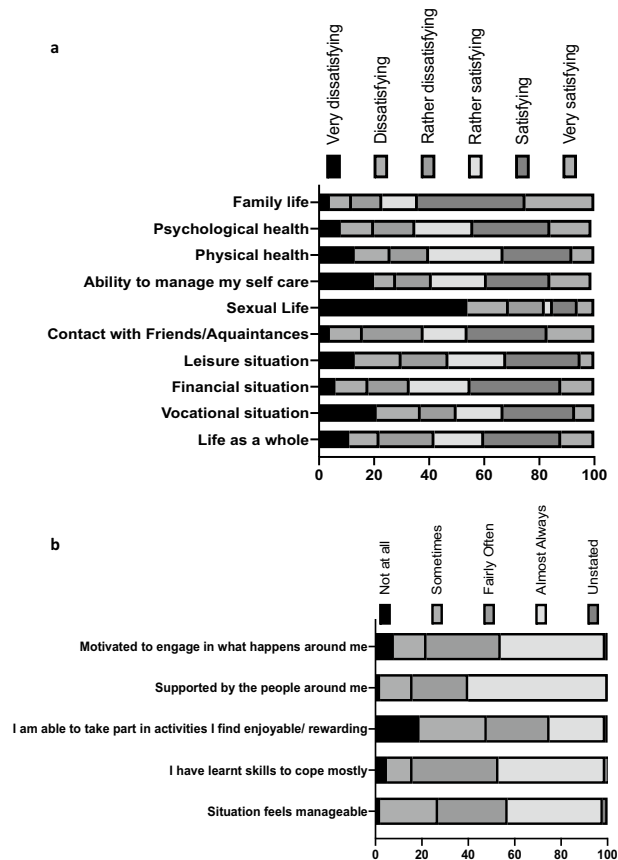 a
Very dissatisfying
Dissatisfying
Rather dissatisfying
Rather satisfying
Satisfying
Very satisfying
Family life
Psychological health
Physical health
Ability to manage my self care
Sexual Life
Contact with Friends/Aquaintances
Leisure situation
Financial situation
Vocational situation
Life as a whole
0 20 40 60 80 100
b
Not at all
Sometimes
Fairly Often
Almost Always
Unstated
Motivated to engage in what happens around me
Supported by the people around me
I am able to take part in activities I find enjoyable/ rewarding
I have learnt skills to cope mostly
Situation feels manageable
0 20 40 60 80 100